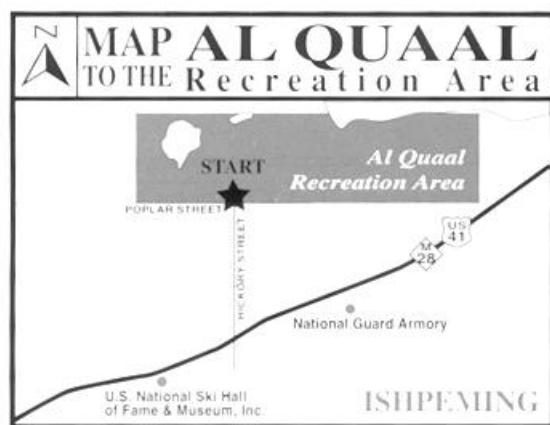 N
MAP AL QUAAL
TO THE Recreation Area
START
Al Quaal
Recreation Area
POPLAR STREET
HICKORY STREET
US
41
M
28
National Guard Armory
U.S. National Ski Hall
of Fame & Museum, Inc.
ISHPEMING